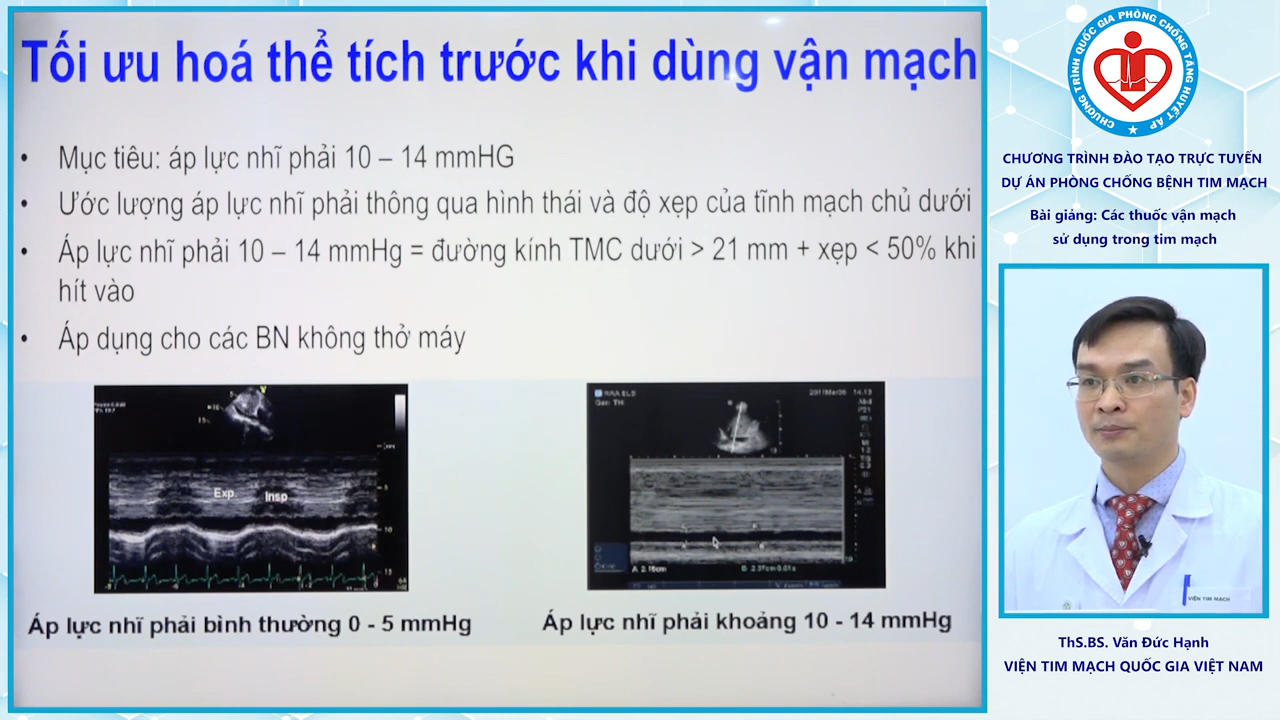 Tối ưu hoá thể tích trước khi dùng vận mạch
• Mục tiêu: áp lực nhĩ phải 10 – 14 mmHG
• Ước lượng áp lực nhĩ phải thông qua hình thái và độ xẹp của tĩnh mạch chủ dưới
• Áp lực nhĩ phải 10 – 14 mmHg = đường kính TMC dưới > 21 mm + xẹp < 50% khi
hít vào
• Áp dụng cho các BN không thở máy
Exp
Insp
Áp lực nhĩ phải bình thường 0 - 5 mmHg
Áp lực nhĩ phải khoảng 10 - 14 mmHg
CHƯƠNG TRÌNH QUỐC GIA PHÒNG CHỐNG TĂNG HUYẾT ÁP
CHƯƠNG TRÌNH ĐÀO TẠO TRỰC TUYẾN
DỰ ÁN PHÒNG CHỐNG BỆNH TIM MẠCH
Bài giảng: Các thuốc vận mạch
sử dụng trong tim mạch
VIỆN TIM MẠCH
ThS.BS. Văn Đức Hạnh
VIỆN TIM MẠCH QUỐC GIA VIỆT NAM